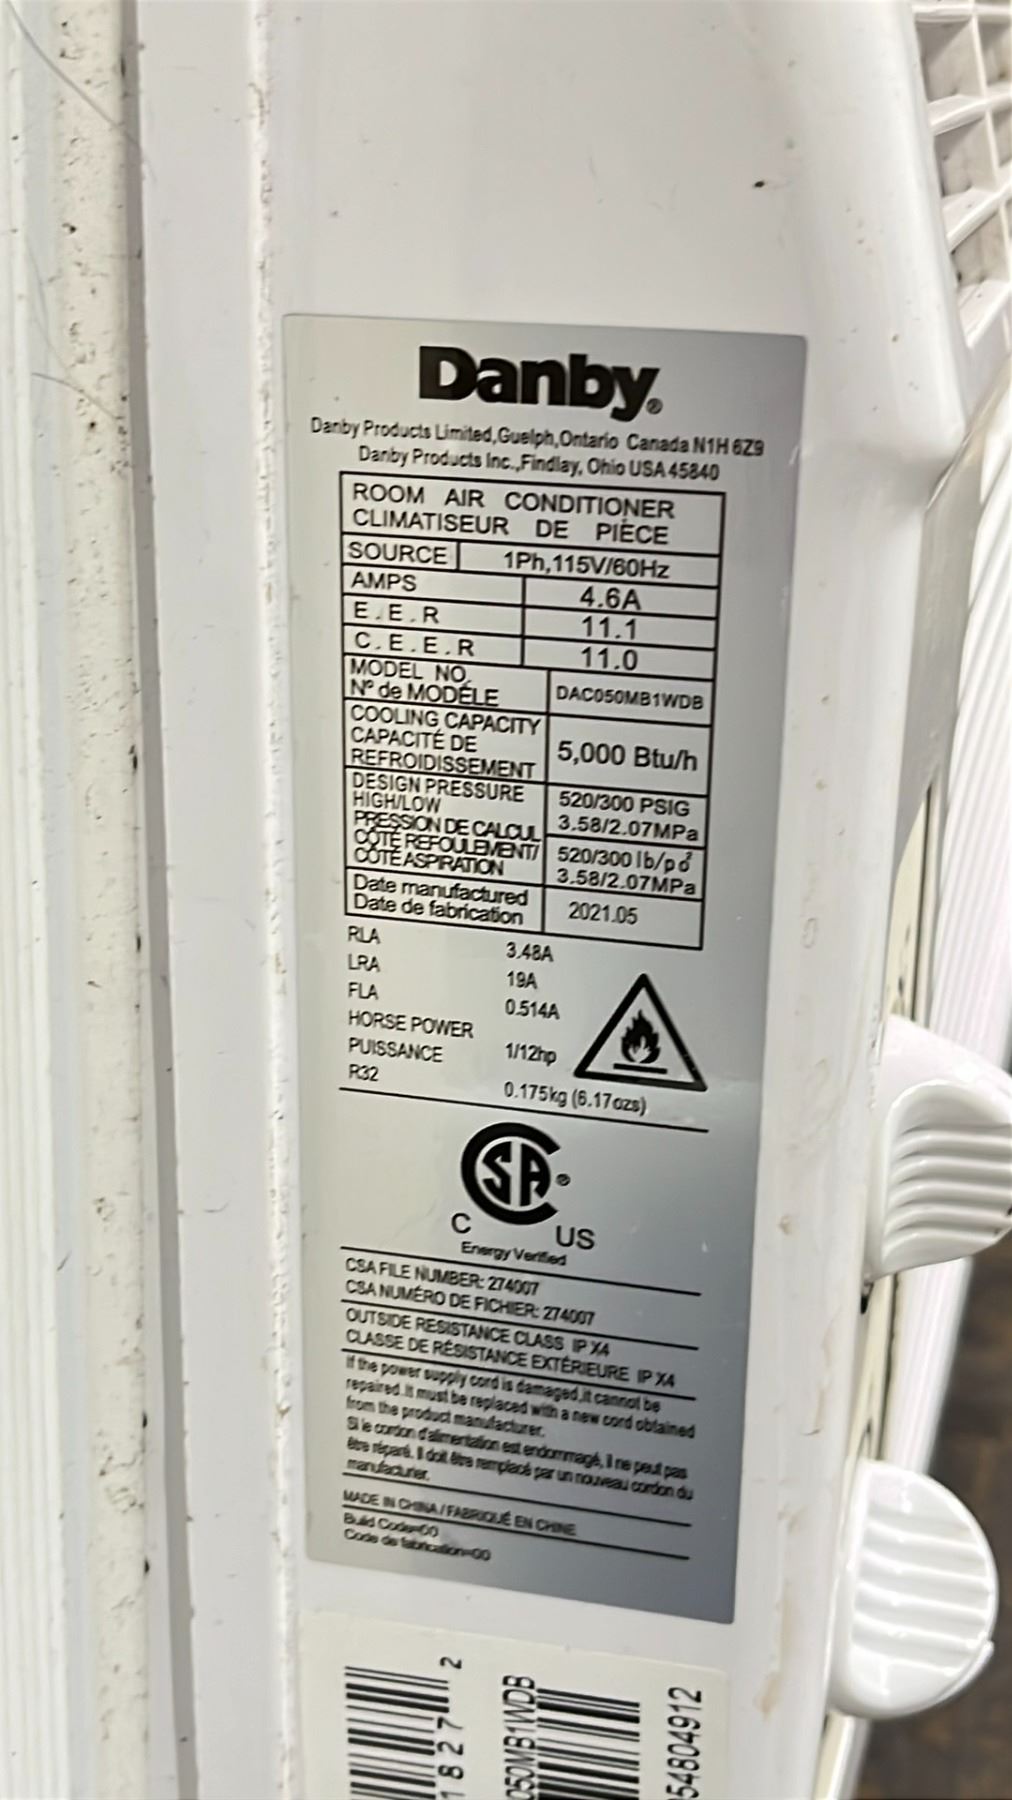 Danby®
Danby Products Limited,Guelph,Ontario Canada N1H 6Z9
Danby Products Inc.,Findlay, Ohio USA 45840
ROOM AIR CONDITIONER
CLIMATISEUR DE PIÈCE
SOURCE 1Ph,115V/60Hz
AMPS 4.6A
E.E.R 11.1
C.E.E.R 11.0
MODEL NO.
Nº de MODÉLE DAC050MB1WDB
COOLING CAPACITY
CAPACITÉ DE
REFROIDISSEMENT 5,000 Btu/h
DESIGN PRESSURE 520/300 PSIG
HIGH/LOW 3.58/2.07MPa
PRESSION DE CALCUL
CÔTÉ REFOULEMENT/ 520/300 lb/po²
CÔTÉ ASPIRATION 3.58/2.07MPa
Date manufactured
Date de fabrication 2021.05
RLA 3.48A
LRA 19A
FLA 0.514A
HORSE POWER
PUISSANCE 1/12hp
R32 0.175kg (6.17ozs)
CSA®
C US
Energy Verified
CSA FILE NUMBER: 274007
CSA NUMÉRO DE FICHIER: 274007
OUTSIDE RESISTANCE CLASS IP X4
CLASSE DE RÉSISTANCE EXTÉRIEURE IP X4
If the power supply cord is damaged,it cannot be
repaired.It must be replaced with a new cord obtained
from the product manufacturer.
Si le cordon d'alimentation est endommagé, il ne peut pas
être réparé. Il doit être remplacé par un nouveau cordon du
manufacturier.
MADE IN CHINA / FABRIQUÉ EN CHINE
Build Code=00
Code de fabrication=00
1827 2
050MB1WDB
54804912